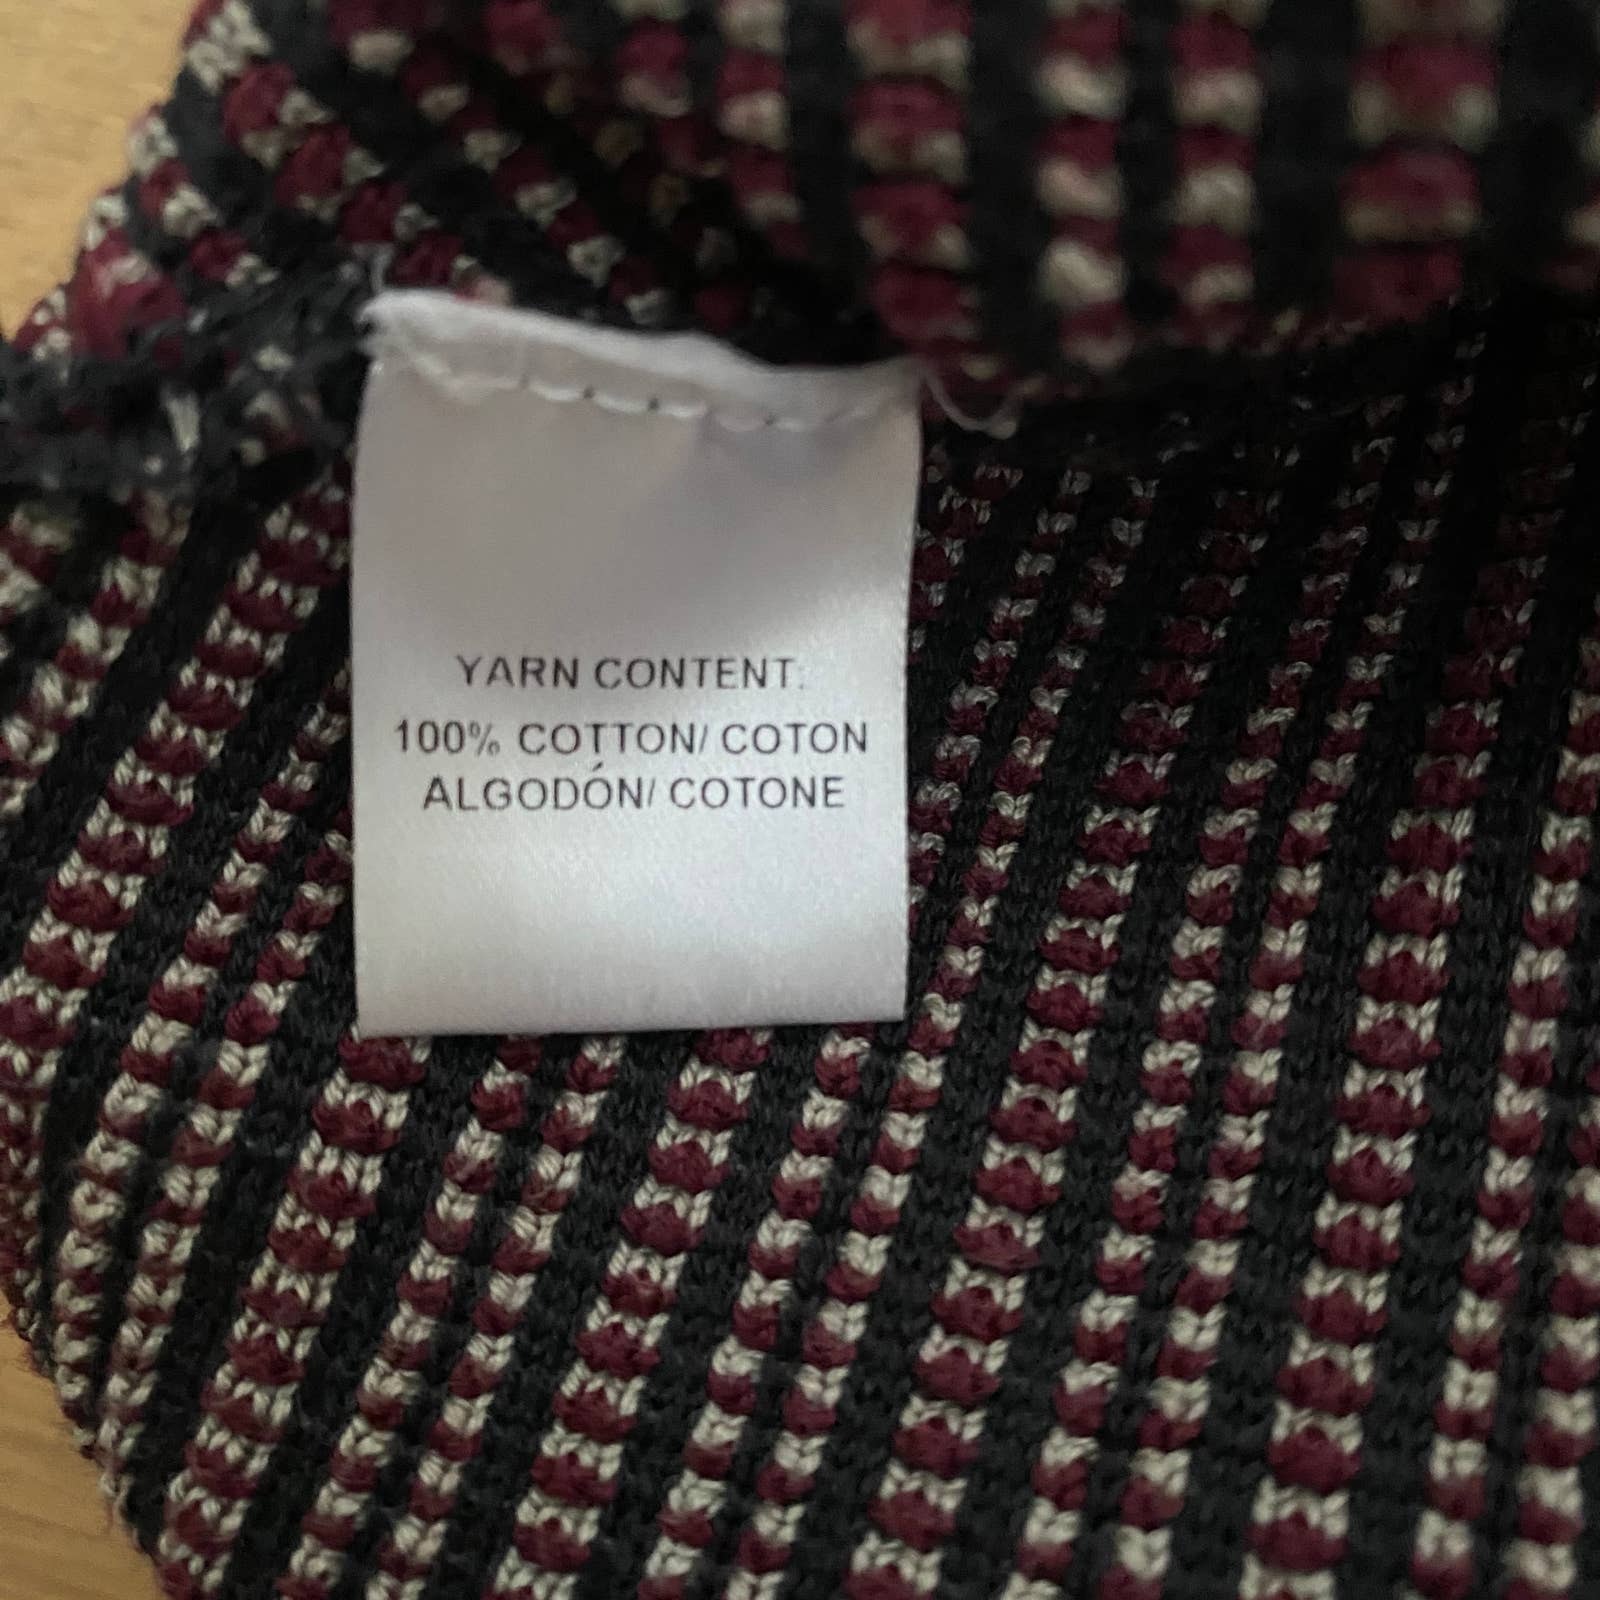 YARN CONTENT:
100% COTTON/ COTON
ALGODÓN/ COTONE